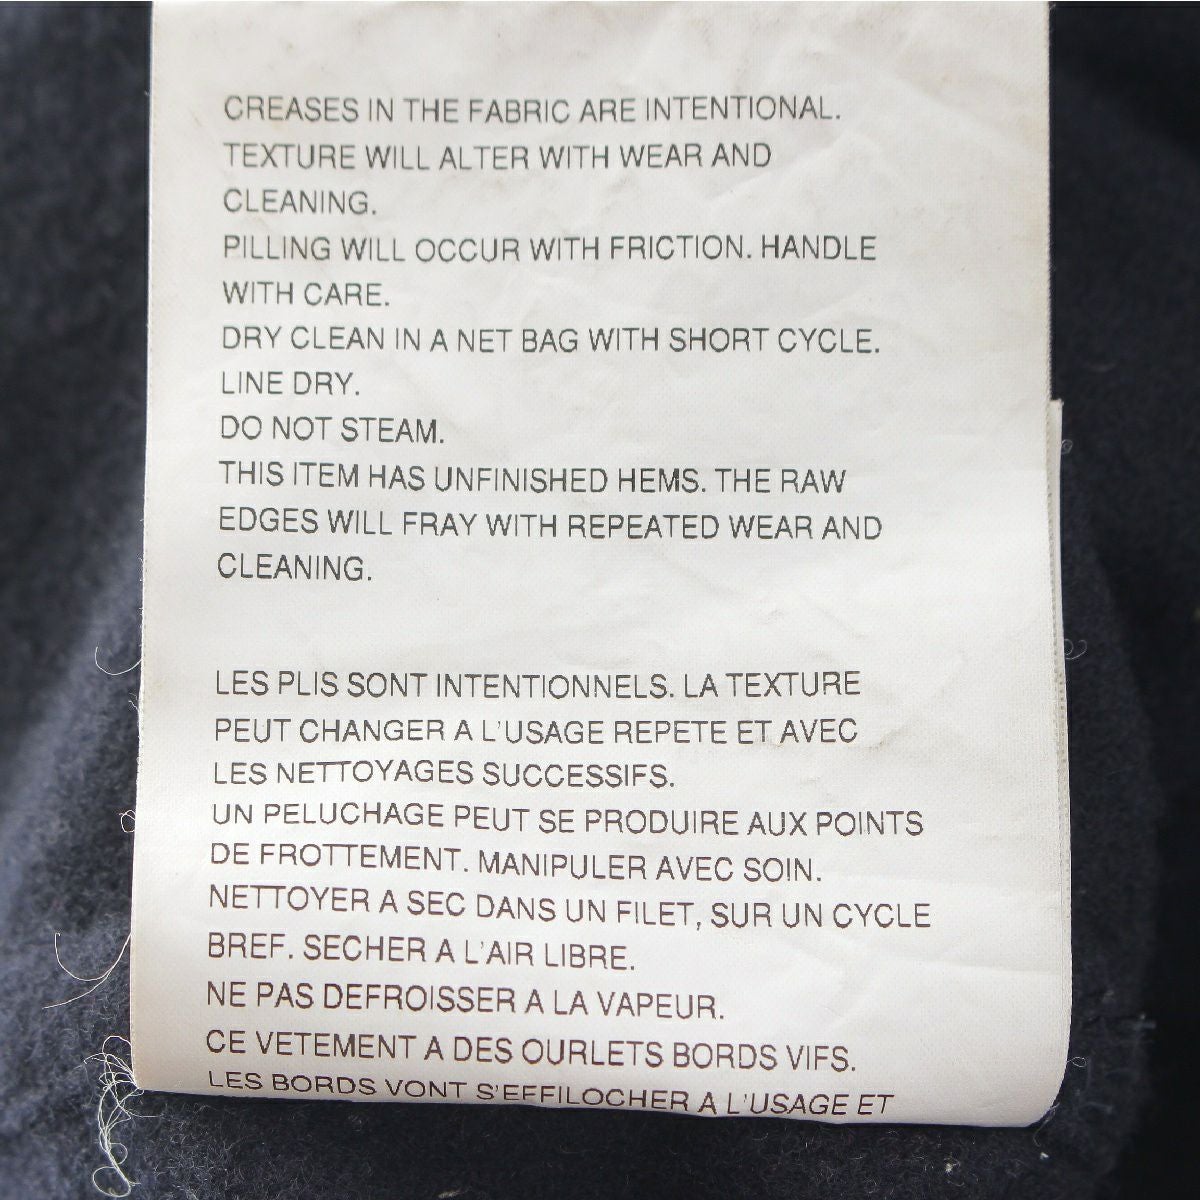 CREASES IN THE FABRIC ARE INTENTIONAL.
TEXTURE WILL ALTER WITH WEAR AND
CLEANING.
PILLING WILL OCCUR WITH FRICTION. HANDLE
WITH CARE.
DRY CLEAN IN A NET BAG WITH SHORT CYCLE.
LINE DRY.
DO NOT STEAM.
THIS ITEM HAS UNFINISHED HEMS. THE RAW
EDGES WILL FRAY WITH REPEATED WEAR AND
CLEANING.
LES PLIS SONT INTENTIONNELS. LA TEXTURE
PEUT CHANGER A L'USAGE REPETE ET AVEC
LES NETTOYAGES SUCCESSIFS.
UN PELUCHAGE PEUT SE PRODUIRE AUX POINTS
DE FROTTEMENT. MANIPULER AVEC SOIN.
NETTOYER A SEC DANS UN FILET, SUR UN CYCLE
BREF. SECHER A L'AIR LIBRE.
NE PAS DEFROISSER A LA VAPEUR.
CE VETEMENT A DES OURLETS BORDS VIFS.
LES BORDS VONT S'EFFILOCHER A L'USAGE ET